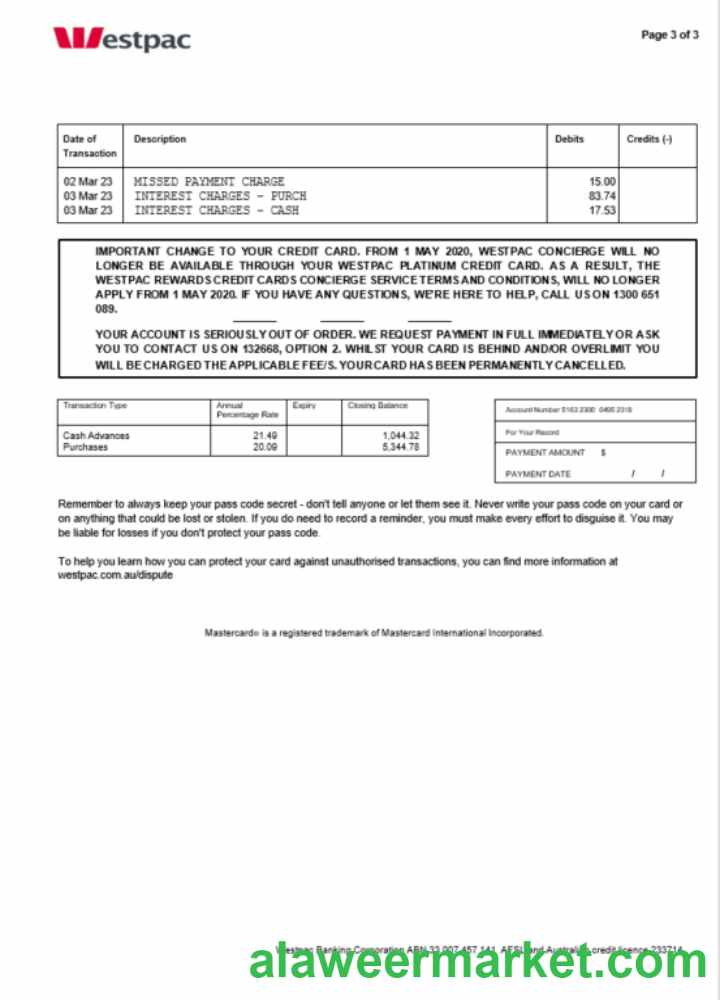 Westpac
Page 3 of 3
Date of Transaction Description Debits Credits (-)
02 Mar 23 MISSED PAYMENT CHARGE 15.00
03 Mar 23 INTEREST CHARGES - PURCH 83.74
03 Mar 23 INTEREST CHARGES - CASH 17.53
IMPORTANT CHANGE TO YOUR CREDIT CARD. FROM 1 MAY 2020, WESTPAC CONCIERGE WILL NO
LONGER BE AVAILABLE THROUGH YOUR WESTPAC PLATINUM CREDIT CARD. AS A RESULT, THE
WESTPAC REWARDS CREDIT CARDS CONCIERGE SERVICE TERMS AND CONDITIONS, WILL NO LONGER
APPLY FROM 1 MAY 2020. IF YOU HAVE ANY QUESTIONS, WE'RE HERE TO HELP, CALL US ON 1300 651
089.
YOUR ACCOUNT IS SERIOUSLY OUT OF ORDER. WE REQUEST PAYMENT IN FULL IMMEDIATELY OR ASK
YOU TO CONTACT US ON 132668, OPTION 2. WHILST YOUR CARD IS BEHIND AND/OR OVERLIMIT YOU
WILL BE CHARGED THE APPLICABLE FEE/S. YOUR CARD HAS BEEN PERMANENTLY CANCELLED.
Transaction Type Annual Percentage Rate Expiry Closing Balance
Cash Advances 21.49 1,044.32
Purchases 20.09 5,344.78
Account Number 5163 2300 0495 2318
For Your Record
PAYMENT AMOUNT $
PAYMENT DATE / /
Remember to always keep your pass code secret - don't tell anyone or let them see it. Never write your pass code on your card or
on anything that could be lost or stolen. If you do need to record a reminder, you must make every effort to disguise it. You may
be liable for losses if you don't protect your pass code.
To help you learn how you can protect your card against unauthorised transactions, you can find more information at
westpac.com.au/dispute
Mastercard® is a registered trademark of Mastercard International Incorporated.
Westpac Banking Corporation ABN 33 007 457 141 AFSL and Australian credit licence 233714
alaweermarket.com